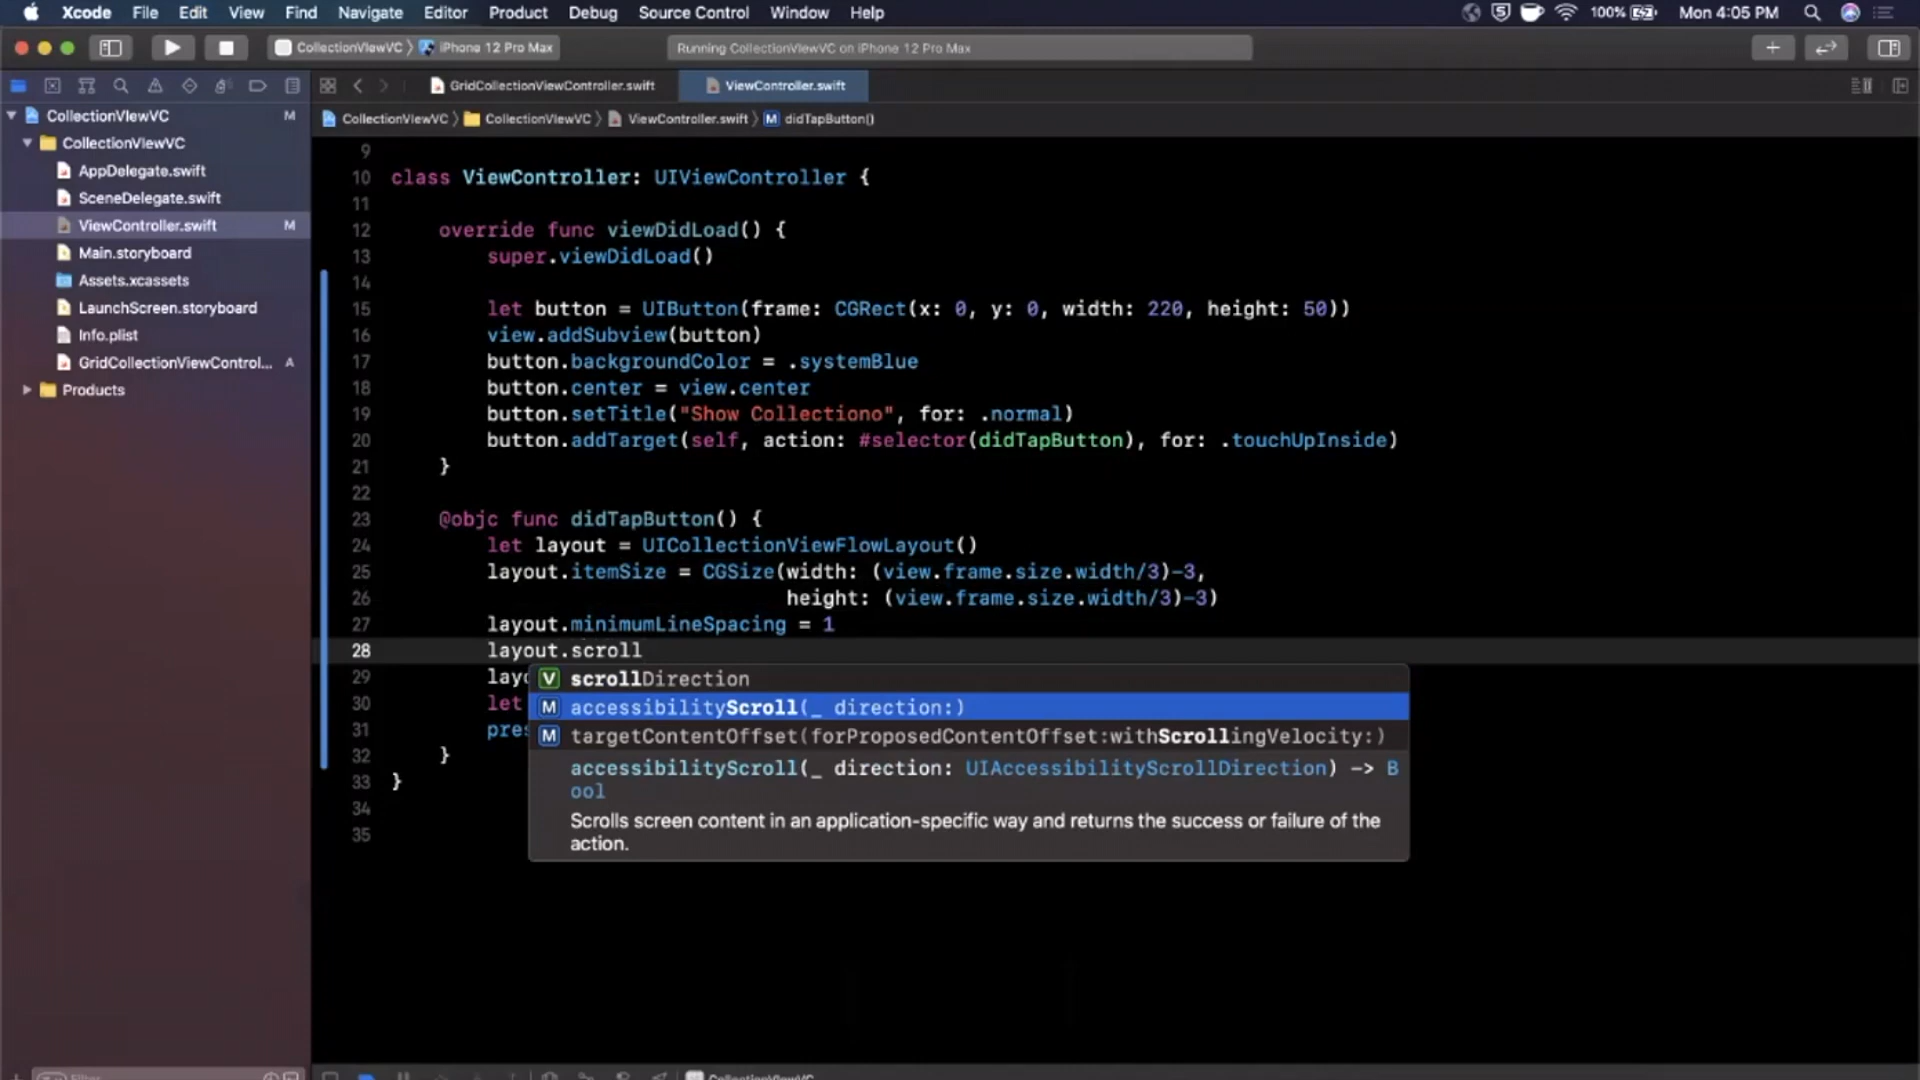 Xcode File Edit View Find Navigate Editor Product Debug Source Control Window Help 100% Mon 4:05 PM
CollectionVIewVC 〉 iPhone 12 Pro Max
Running CollectionVIewVC on iPhone 12 Pro Max
GridCollectionViewController.swift
ViewController.swift
CollectionVIewVC 〉 CollectionVIewVC 〉 ViewController.swift 〉 M didTapButton()
CollectionVIewVC M
CollectionVIewVC
AppDelegate.swift
SceneDelegate.swift
ViewController.swift M
Main.storyboard
Assets.xcassets
LaunchScreen.storyboard
Info.plist
GridCollectionViewControl... A
Products
9
10 class ViewController: UIViewController {
11
12 override func viewDidLoad() {
13 super.viewDidLoad()
14
15 let button = UIButton(frame: CGRect(x: 0, y: 0, width: 220, height: 50))
16 view.addSubview(button)
17 button.backgroundColor = .systemBlue
18 button.center = view.center
19 button.setTitle("Show Collectiono", for: .normal)
20 button.addTarget(self, action: #selector(didTapButton), for: .touchUpInside)
21 }
22
23 @objc func didTapButton() {
24 let layout = UICollectionViewFlowLayout()
25 layout.itemSize = CGSize(width: (view.frame.size.width/3)-3,
26 height: (view.frame.size.width/3)-3)
27 layout.minimumLineSpacing = 1
28 layout.scroll
29 layo
30 let
31 pres
32 }
33 }
34
35
V scrollDirection
M accessibilityScroll(_ direction:)
M targetContentOffset(forProposedContentOffset:withScrollingVelocity:)
accessibilityScroll(_ direction: UIAccessibilityScrollDirection) -> B
ool
Scrolls screen content in an application-specific way and returns the success or failure of the
action.
Filter
CollectionVIewVC